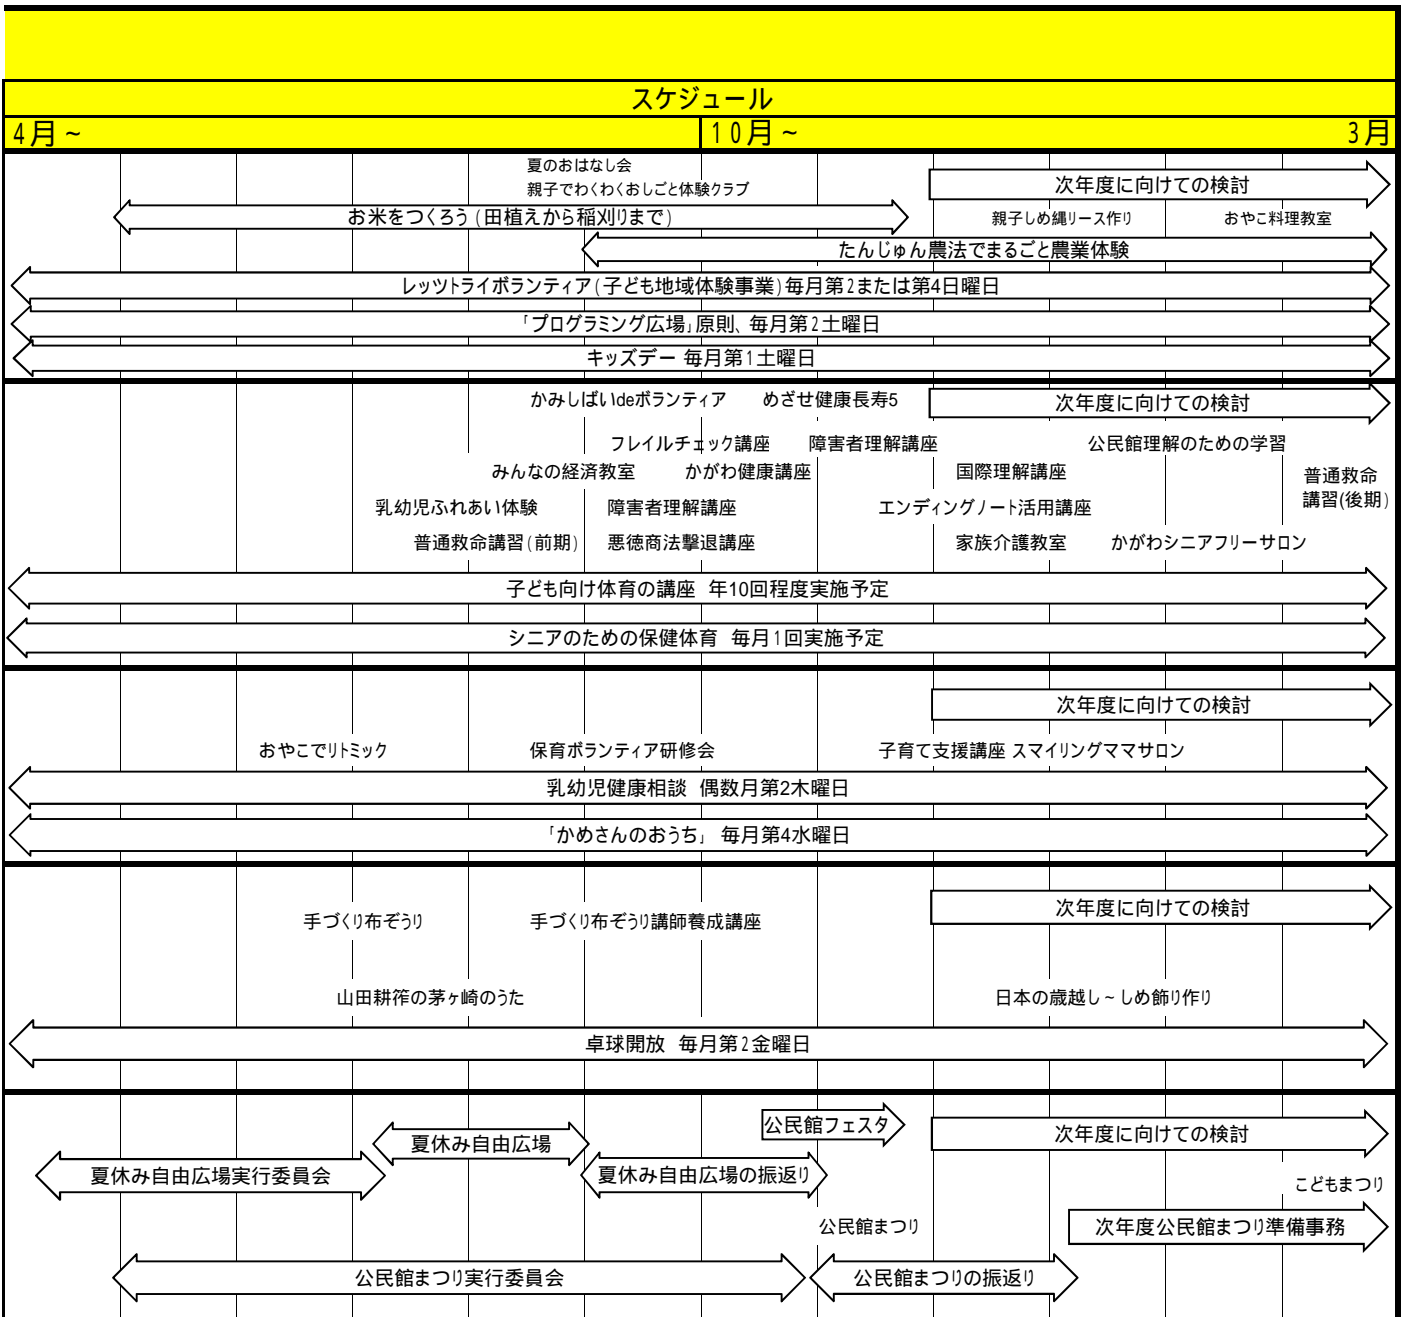 スケジュール
4月～
10月～
3月
夏のおはなし会
親子でわくわくおしごと体験クラブ
次年度に向けての検討
お米をつくろう(田植えから稲刈りまで)
親子しめ縄リース作り
おやこ料理教室
たんじゅん農法でまるごと農業体験
レッツトライボランティア(子ども地域体験事業)毎月第2または第4日曜日
「プログラミング広場」原則、毎月第2土曜日
キッズデー 毎月第1土曜日
かみしばいdeボランティア
めざせ健康長寿5
次年度に向けての検討
フレイルチェック講座
障害者理解講座
公民館理解のための学習
みんなの経済教室
かがわ健康講座
国際理解講座
普通救命
講習(後期)
乳幼児ふれあい体験
障害者理解講座
エンディングノート活用講座
普通救命講習(前期)
悪徳商法撃退講座
家族介護教室
かがわシニアフリーサロン
子ども向け体育の講座 年10回程度実施予定
シニアのための保健体育 毎月1回実施予定
次年度に向けての検討
おやこでリトミック
保育ボランティア研修会
子育て支援講座 スマイリングママサロン
乳幼児健康相談 偶数月第2木曜日
「かめさんのおうち」 毎月第4水曜日
次年度に向けての検討
手づくり布ぞうり
手づくり布ぞうり講師養成講座
山田耕筰の茅ヶ崎のうた
日本の歳越し～しめ飾り作り
卓球開放 毎月第2金曜日
公民館フェスタ
次年度に向けての検討
夏休み自由広場
夏休み自由広場実行委員会
夏休み自由広場の振返り
こどもまつり
公民館まつり
次年度公民館まつり準備事務
公民館まつり実行委員会
公民館まつりの振返り